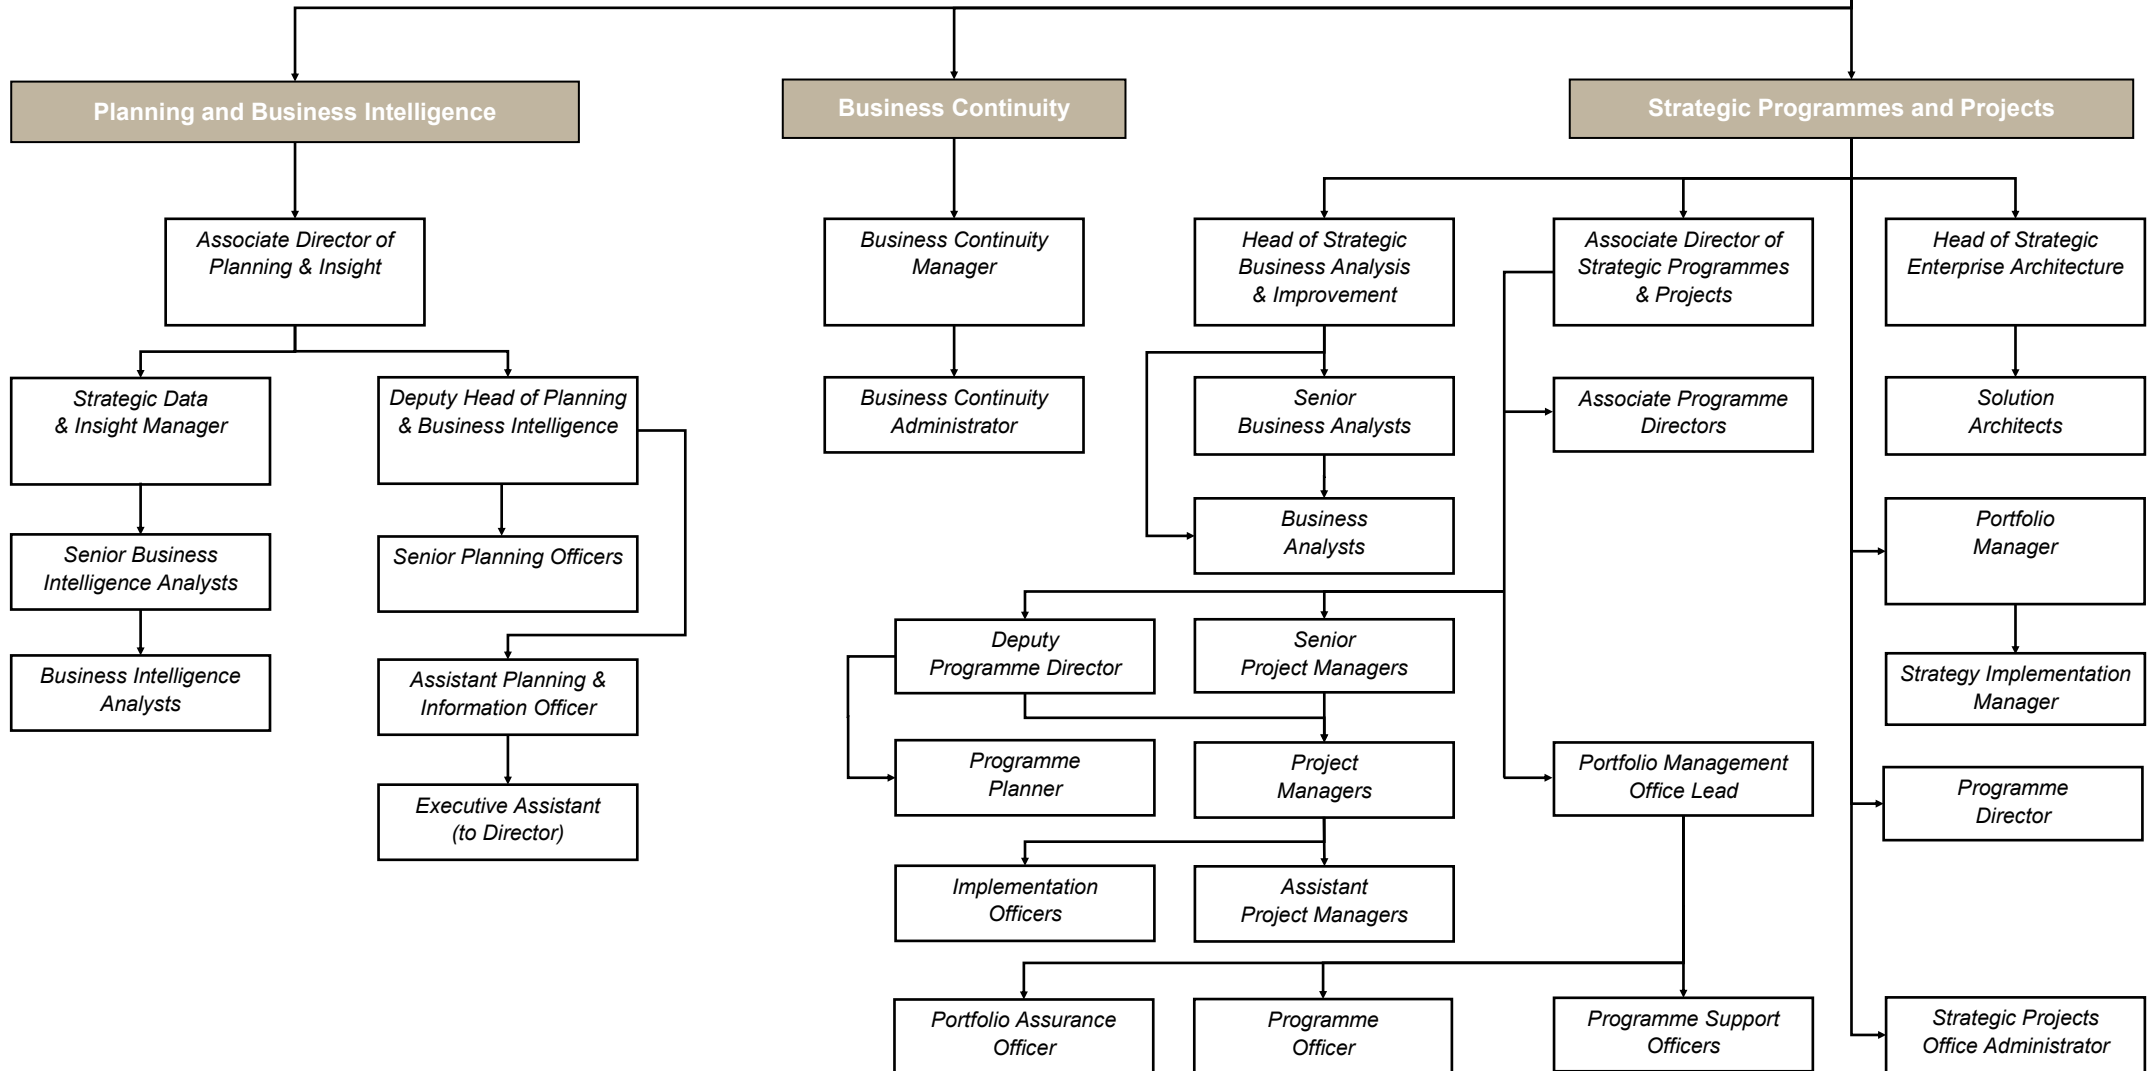 Planning and Business Intelligence
Business Continuity
Strategic Programmes and Projects
Associate Director of
Planning & Insight
Business Continuity
Manager
Head of Strategic
Business Analysis
& Improvement
Associate Director of
Strategic Programmes
& Projects
Head of Strategic
Enterprise Architecture
Strategic Data
& Insight Manager
Deputy Head of Planning
& Business Intelligence
Business Continuity
Administrator
Senior
Business Analysts
Associate Programme
Directors
Solution
Architects
Business
Analysts
Portfolio
Manager
Senior Business
Intelligence Analysts
Senior Planning Officers
Deputy
Programme Director
Senior
Project Managers
Strategy Implementation
Manager
Business Intelligence
Analysts
Assistant Planning &
Information Officer
Programme
Planner
Project
Managers
Portfolio Management
Office Lead
Programme
Director
Executive Assistant
(to Director)
Implementation
Officers
Assistant
Project Managers
Portfolio Assurance
Officer
Programme
Officer
Programme Support
Officers
Strategic Projects
Office Administrator